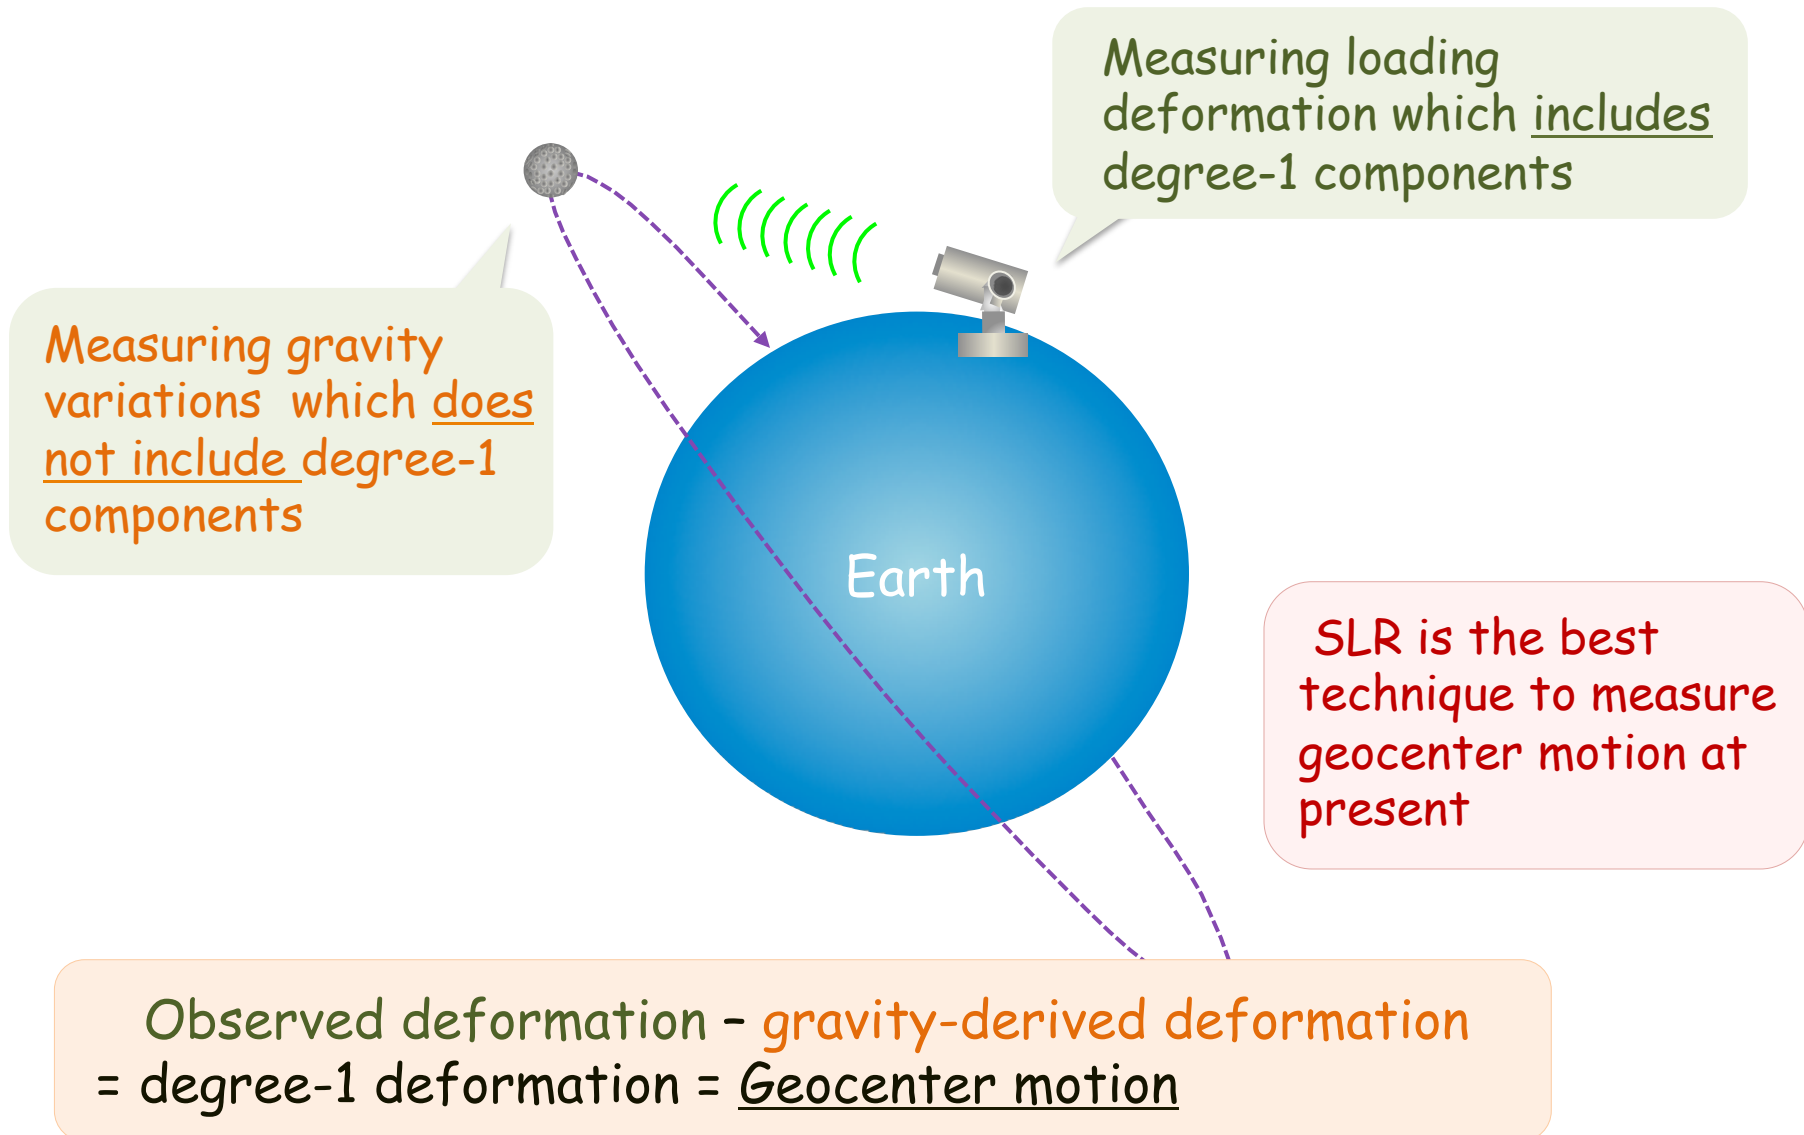 Measuring loading
deformation which includes
degree-1 components
Measuring gravity
variations which does
not include degree-1
components
Earth
SLR is the best
technique to measure
geocenter motion at
present
Observed deformation – gravity-derived deformation
= degree-1 deformation = Geocenter motion